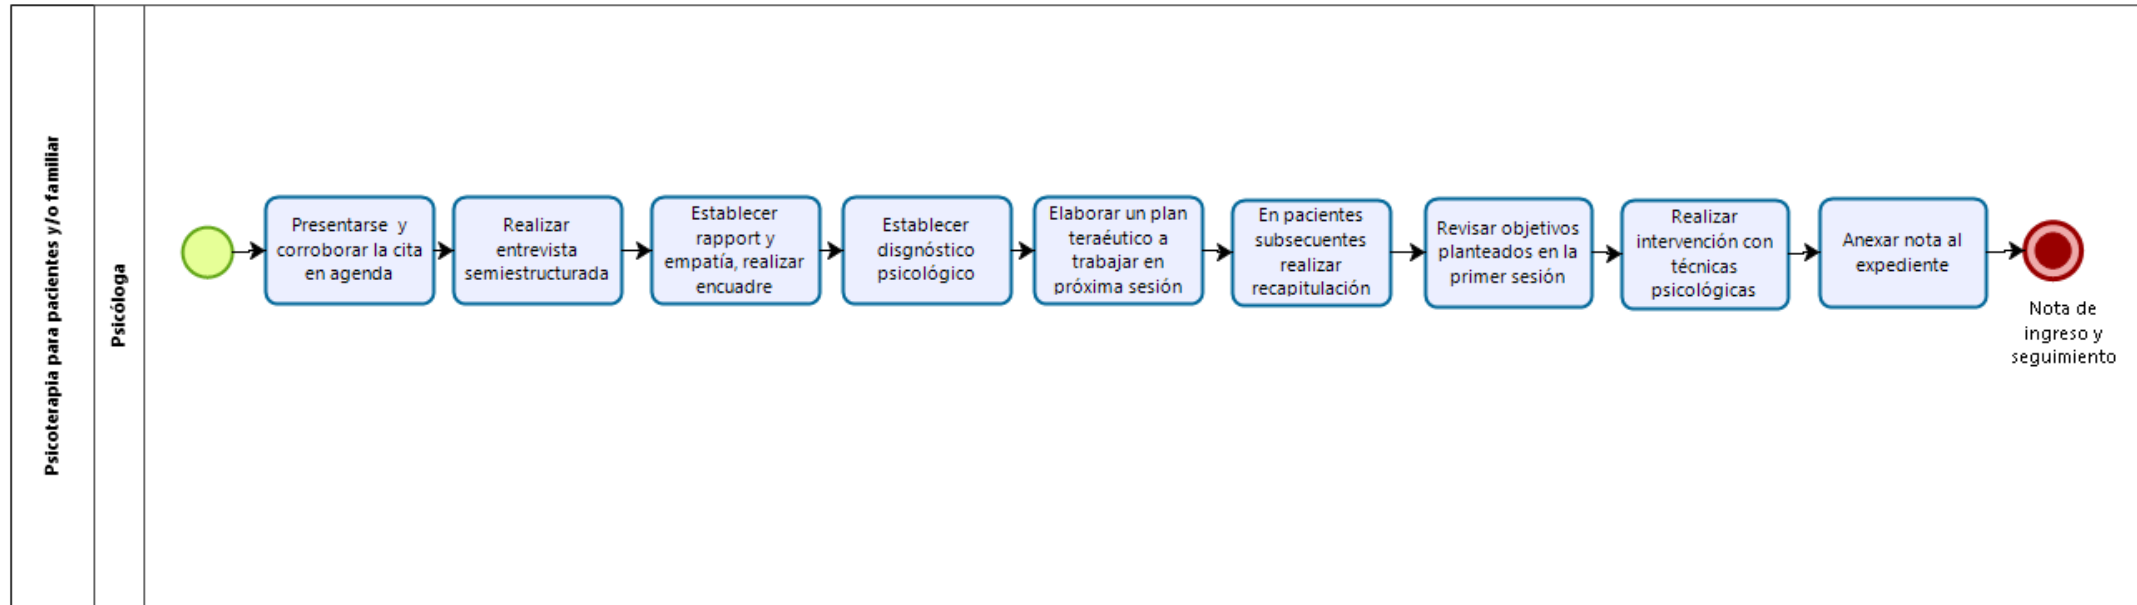 Psicoterapia para pacientes y/o familiar
Psicóloga
Presentarse y
corroborar la cita
en agenda
Realizar
entrevista
semiestructurada
Establecer
rapport y
empatía, realizar
encuadre
Establecer
disgnóstico
psicológico
Elaborar un plan
teraéutico a
trabajar en
próxima sesión
En pacientes
subsecuentes
realizar
recapitulación
Revisar objetivos
planteados en la
primer sesión
Realizar
intervención con
técnicas
psicológicas
Anexar nota al
expediente
Nota de
ingreso y
seguimiento